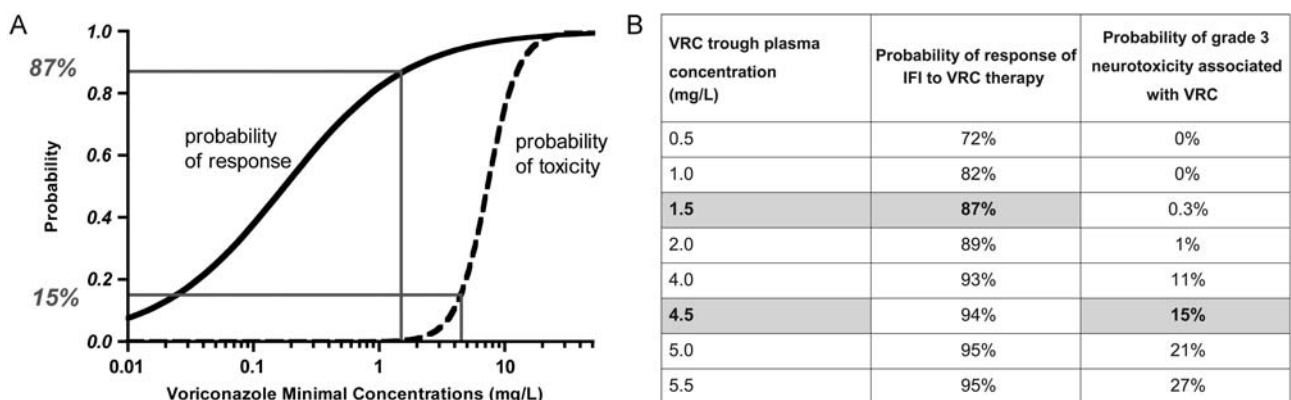 A
87%
15%
Probability
1.0
0.8
0.6
0.4
0.2
0.0
probability
of response
probability
of toxicity
0.01
0.1
1
10
Voriconazole Minimal Concentrations (mg/L)
B
VRC trough plasma
concentration
(mg/L)
Probability of response of
IFI to VRC therapy
Probability of grade 3
neurotoxicity associated
with VRC
0.5 72% 0%
1.0 82% 0%
1.5 87% 0.3%
2.0 89% 1%
4.0 93% 11%
4.5 94% 15%
5.0 95% 21%
5.5 95% 27%